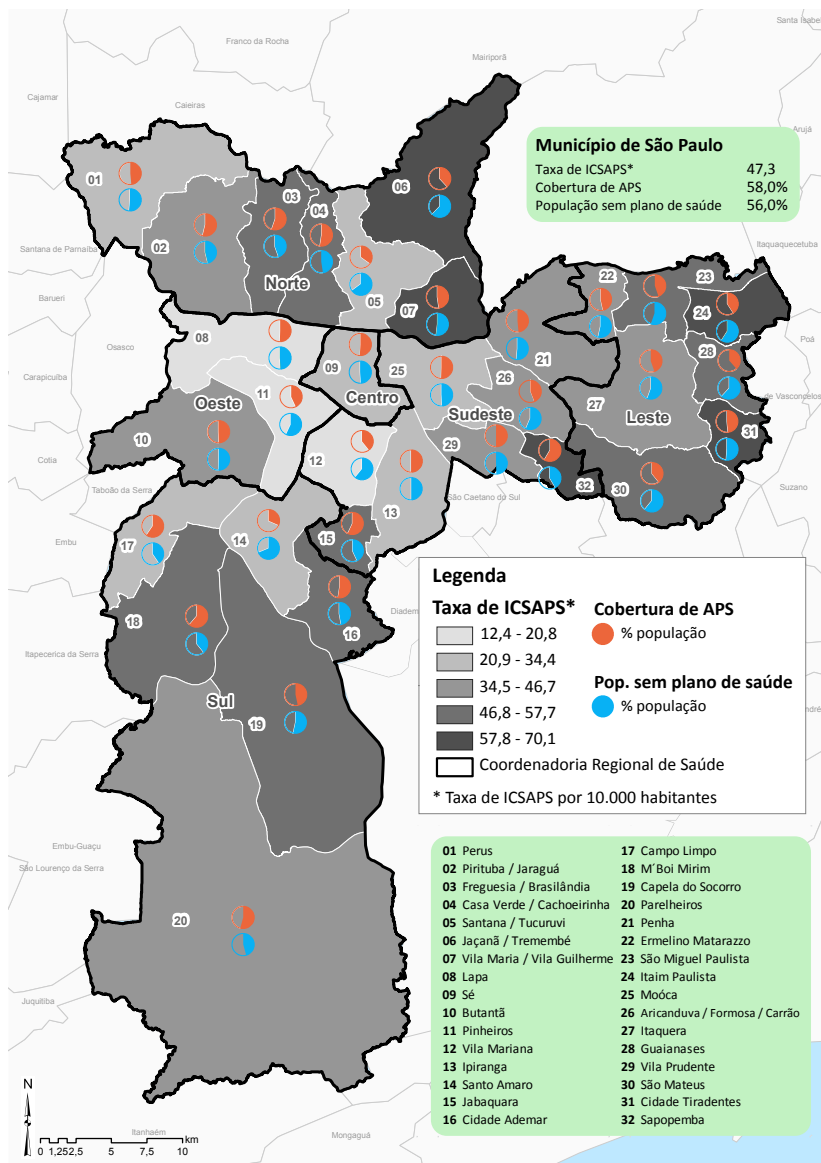 Santa Isabel
Franco da Rocha
Mairiporã
Cajamar
Caieiras
Arujá
Município de São Paulo
Taxa de ICSAPS* 47,3
Cobertura de APS 58,0%
População sem plano de saúde 56,0%
01
03
04
06
02
Norte
05
07
Santana de Parnaíba
Itaquaquecetuba
Barueri
22
23
24
Osasco
08
Poá
Carapicuíba
09
25
21
28
Centro
26
11
Oeste
Sudeste
27
Leste
de Vasconcelos
10
29
31
Cotia
12
Taboão da Serra
São Caetano do Sul
32
30
Suzano
13
Embu
17
14
15
18
16
Diadema
Itapecerica da Serra
Sul
19
Legenda
Taxa de ICSAPS*
12,4 - 20,8
20,9 - 34,4
34,5 - 46,7
46,8 - 57,7
57,8 - 70,1
Cobertura de APS
% população
Pop. sem plano de saúde
% população
Coordenadoria Regional de Saúde
* Taxa de ICSAPS por 10.000 habitantes
Embu-Guaçu
São Lourenço da Serra
20
Juquitiba
01 Perus
02 Pirituba / Jaraguá
03 Freguesia / Brasilândia
04 Casa Verde / Cachoeirinha
05 Santana / Tucuruvi
06 Jaçanã / Tremembé
07 Vila Maria / Vila Guilherme
08 Lapa
09 Sé
10 Butantã
11 Pinheiros
12 Vila Mariana
13 Ipiranga
14 Santo Amaro
15 Jabaquara
16 Cidade Ademar
17 Campo Limpo
18 M´Boi Mirim
19 Capela do Socorro
20 Parelheiros
21 Penha
22 Ermelino Matarazzo
23 São Miguel Paulista
24 Itaim Paulista
25 Moóca
26 Aricanduva / Formosa / Carrão
27 Itaquera
28 Guaianases
29 Vila Prudente
30 São Mateus
31 Cidade Tiradentes
32 Sapopemba
N
km
0 1,25 2,5 5 7,5 10
Itanhaém
Mongaguá